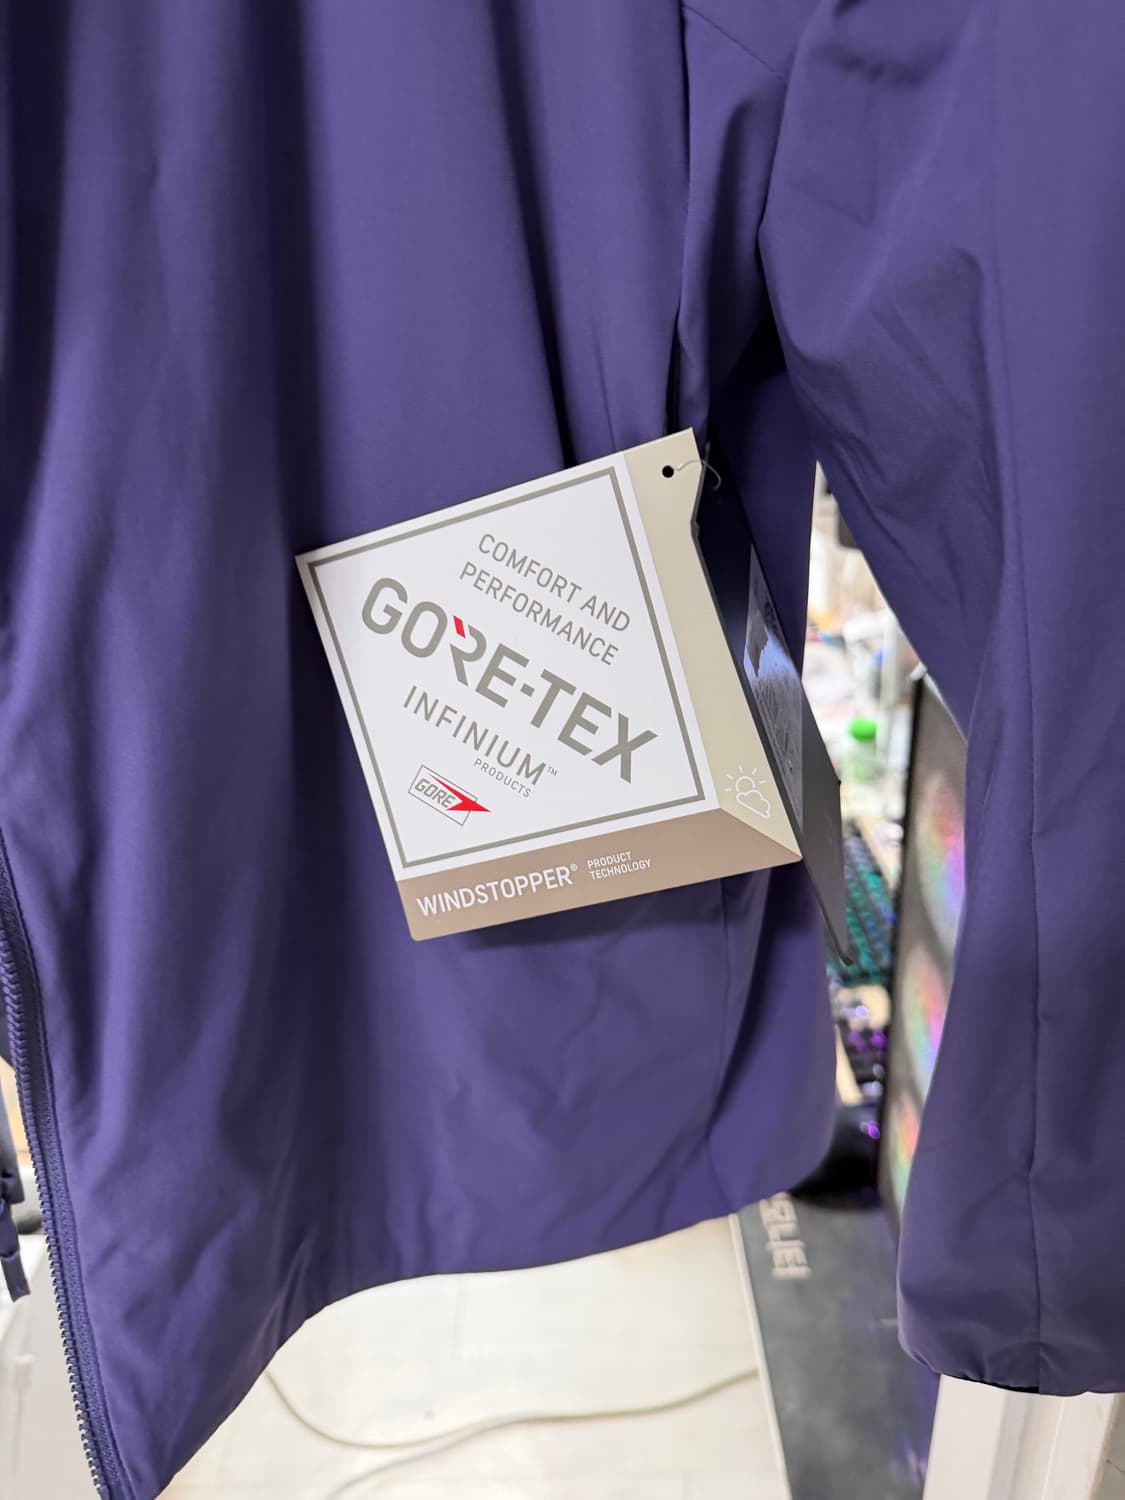 COMFORT AND
PERFORMANCE
GORE-TEX
INFINIUM™
PRODUCTS
GORE
WINDSTOPPER® PRODUCT
TECHNOLOGY